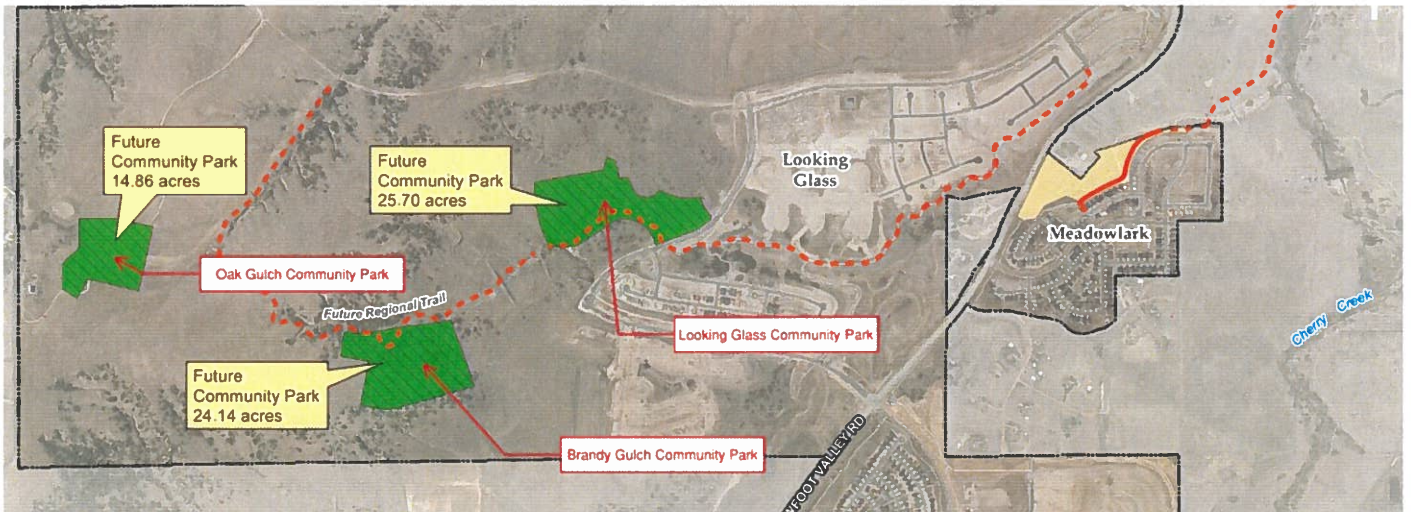 Future
Community Park
14.86 acres
Future
Community Park
25.70 acres
Looking
Glass
Meadowlark
Oak Gulch Community Park
Future Regional Trail
Cherry Creek
Looking Glass Community Park
Future
Community Park
24.14 acres
Brandy Gulch Community Park
VALLEY RD